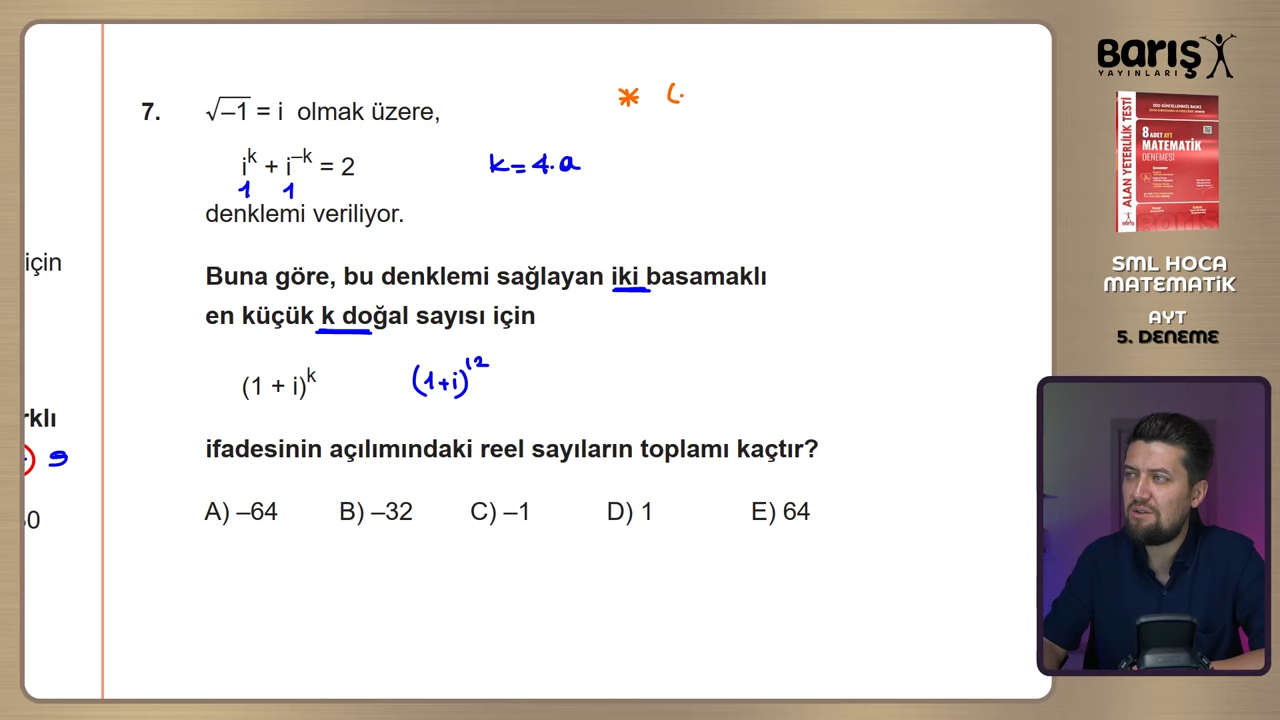 7. √–1 = i olmak üzere,
* (.
i^k + i^–k = 2
k = 4.a
1 1
denklemi veriliyor.
Buna göre, bu denklemi sağlayan iki basamaklı
en küçük k doğal sayısı için
(1 + i)^k
(1+i)^12
ifadesinin açılımındaki reel sayıların toplamı kaçtır?
A) –64 B) –32 C) –1 D) 1 E) 64
için
rklı
9
0
Barış
YAYINLARI
ALAN YETERLİLİK TESTİ
8 ADET AYT
MATEMATİK
DENEMESİ
BARIŞ
SML HOCA
MATEMATİK
AYT
5. DENEME